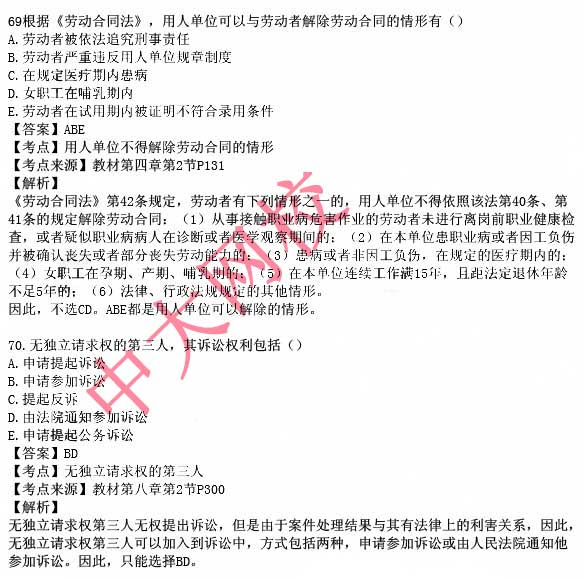 69根据《劳动合同法》，用人单位可以与劳动者解除劳动合同的情形有（）
A.劳动者被依法追究刑事责任
B.劳动者严重违反用人单位规章制度
C.在规定医疗期内患病
D.女职工在哺乳期内
E.劳动者在试用期内被证明不符合录用条件
【答案】ABE
【考点】用人单位不得解除劳动合同的情形
【考点来源】教材第四章第2节P131
【解析】
《劳动合同法》第42条规定，劳动者有下列情形之一的，用人单位不得依照该法第40条、第
41条的规定解除劳动合同：（1）从事接触职业病危害作业的劳动者未进行离岗前职业健康检
查，或者疑似职业病病人在诊断或者医学观察期间的；（2）在本单位患职业病或者因工负伤
并被确认丧失或者部分丧失劳动能力的；（3）患病或者非因工负伤，在规定的医疗期内的；
（4）女职工在孕期、产期、哺乳期的；（5）在本单位连续工作满15年，且距法定退休年龄
不足5年的；（6）法律、行政法规规定的其他情形。
因此，不选CD。ABE都是用人单位可以解除的情形。
70.无独立请求权的第三人，其诉讼权利包括（）
A.申请提起诉讼
B.申请参加诉讼
C.提起反诉
D.由法院通知参加诉讼
E.申请提起公务诉讼
【答案】BD
【考点】无独立请求权的第三人
【考点来源】教材第八章第2节P300
【解析】
无独立请求权第三人无权提出诉讼，但是由于案件处理结果与其有法律上的利害关系，因此，
无独立请求权第三人可以加入到诉讼中，方式包括两种，申请参加诉讼或由人民法院通知他
参加诉讼。因此，只能选择BD。
中大网校